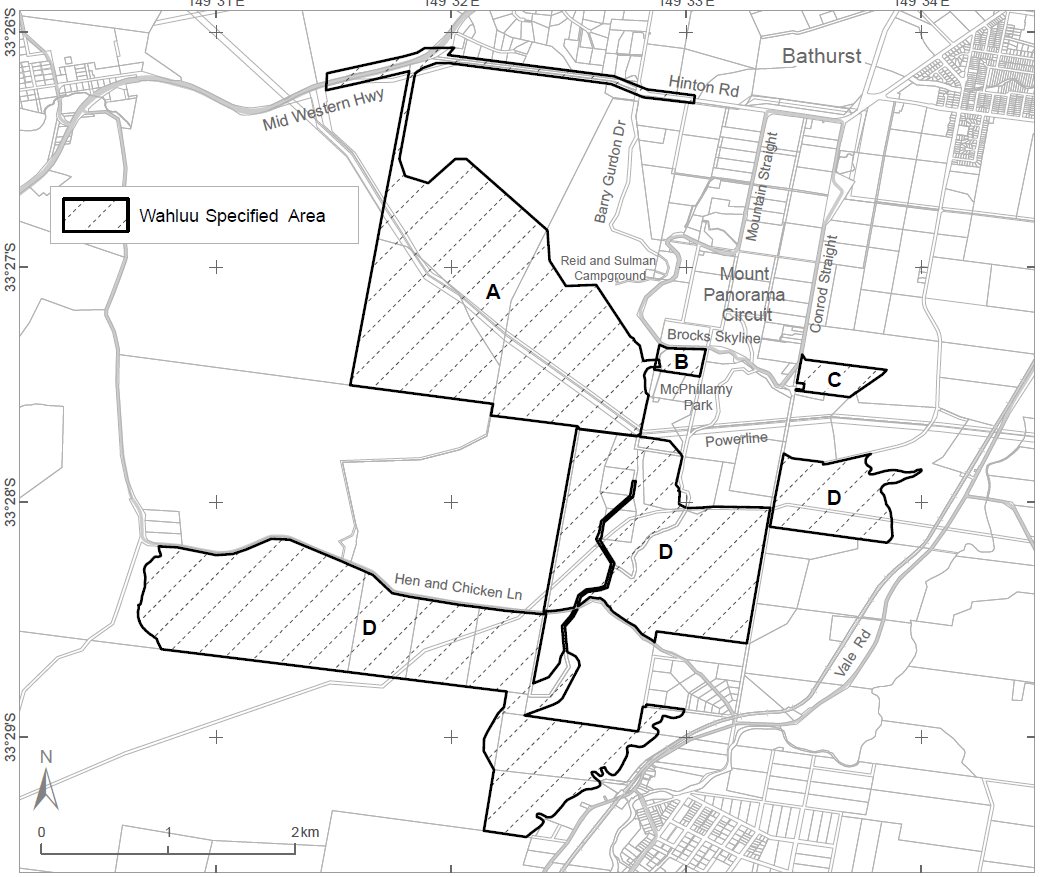 149°31'E
149°32'E
149°33'E
149°34'E
33°26'S
33°27'S
33°28'S
33°29'S
Bathurst
Hinton Rd
Mid Western Hwy
Barry Gurdon Dr
Mountain Straight
Wahluu Specified Area
Conrod Straight
Reid and Sulman
Campground
Mount
Panorama
Circuit
A
Brocks Skyline
B
C
McPhillamy
Park
Powerline
D
D
Hen and Chicken Ln
D
Vale Rd
N
0
1
2 km